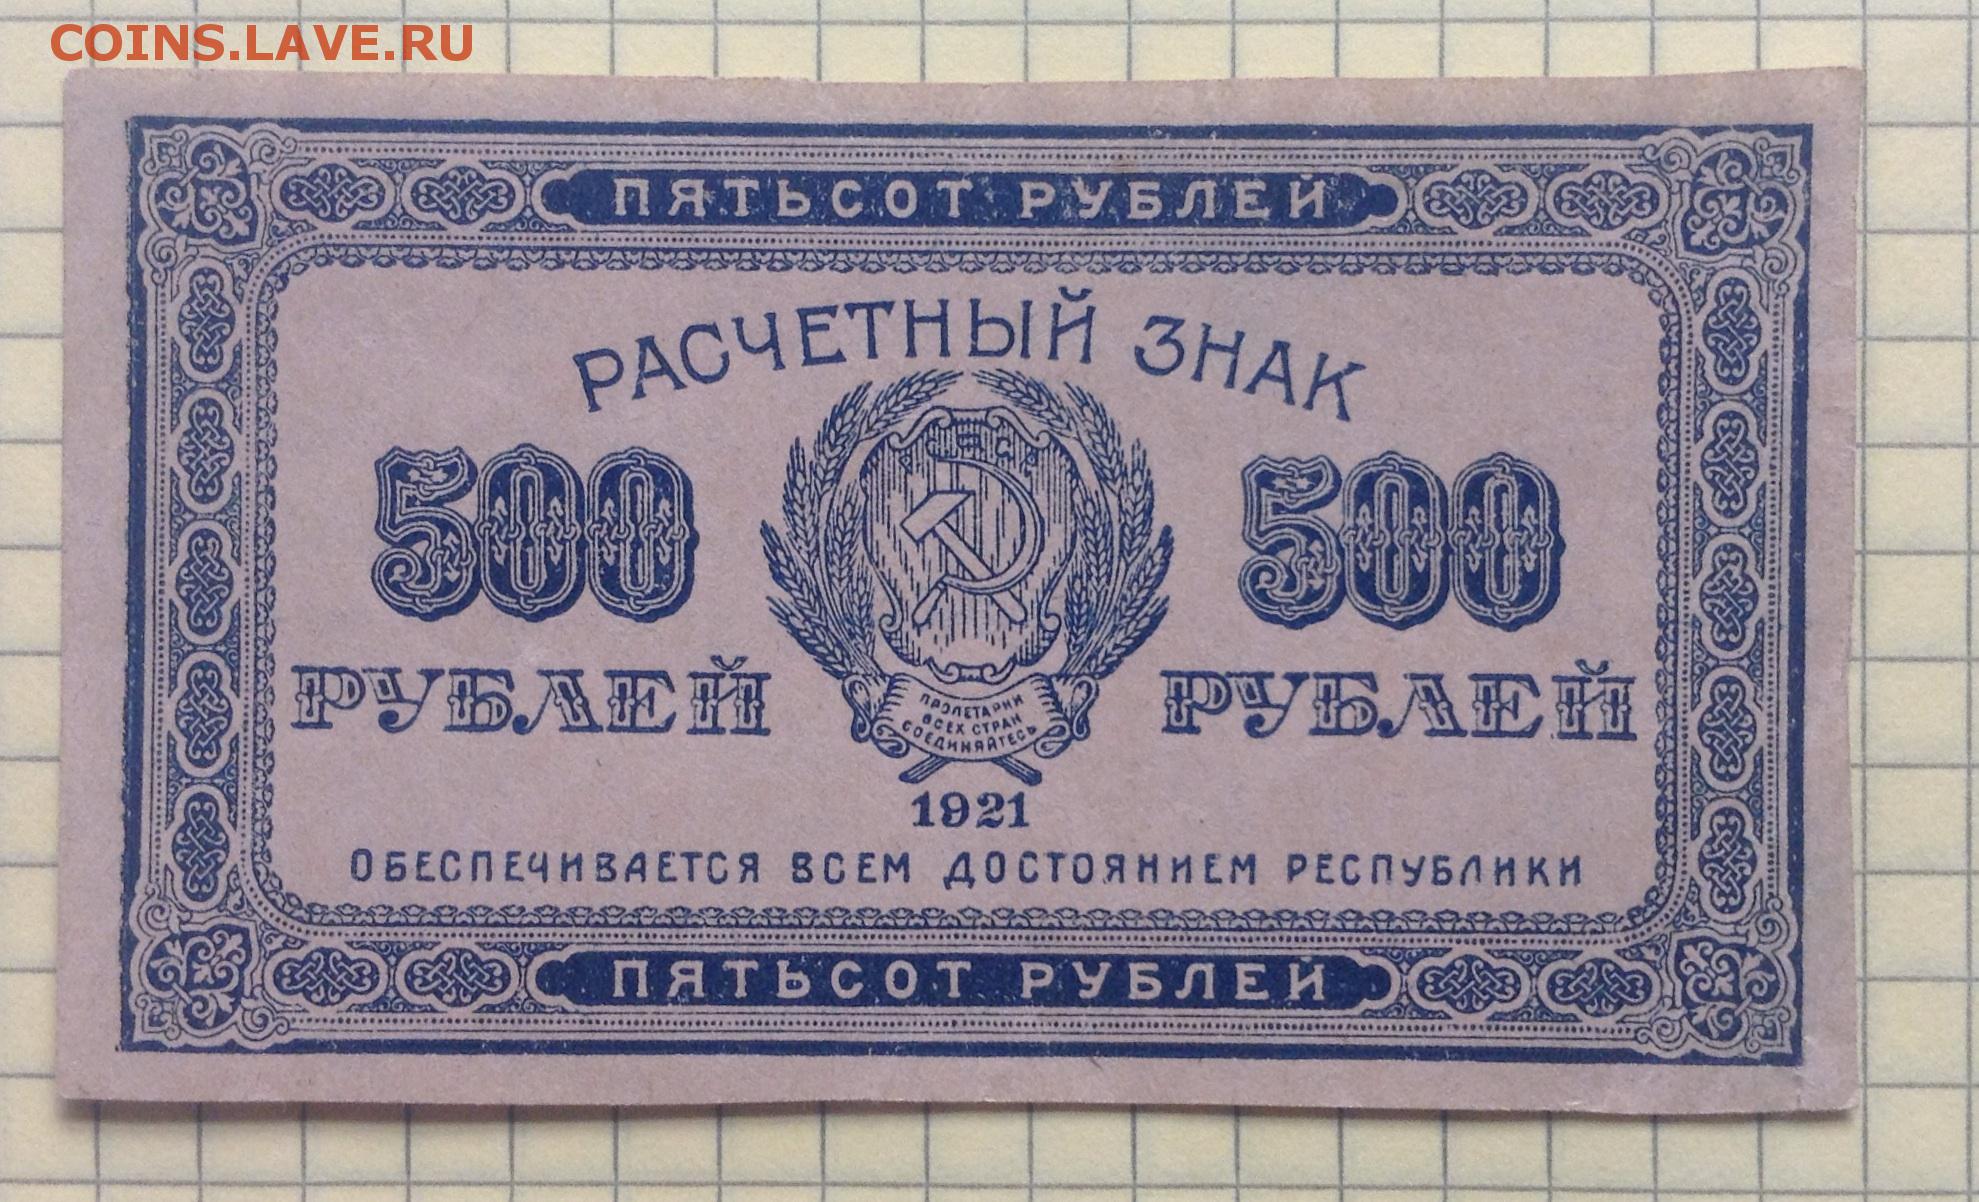 COINS.LAVE.RU
ПЯТЬСОТ РУБЛЕЙ
РАСЧЕТНЫЙ ЗНАК
Р С Ф С Р
500 500
РУБЛЕЙ РУБЛЕЙ
ПРОЛЕТАРИИ
ВСЕХ СТРАН
СОЕДИНЯЙТЕСЬ
1921
ОБЕСПЕЧИВАЕТСЯ ВСЕМ ДОСТОЯНИЕМ РЕСПУБЛИКИ
ПЯТЬСОТ РУБЛЕЙ